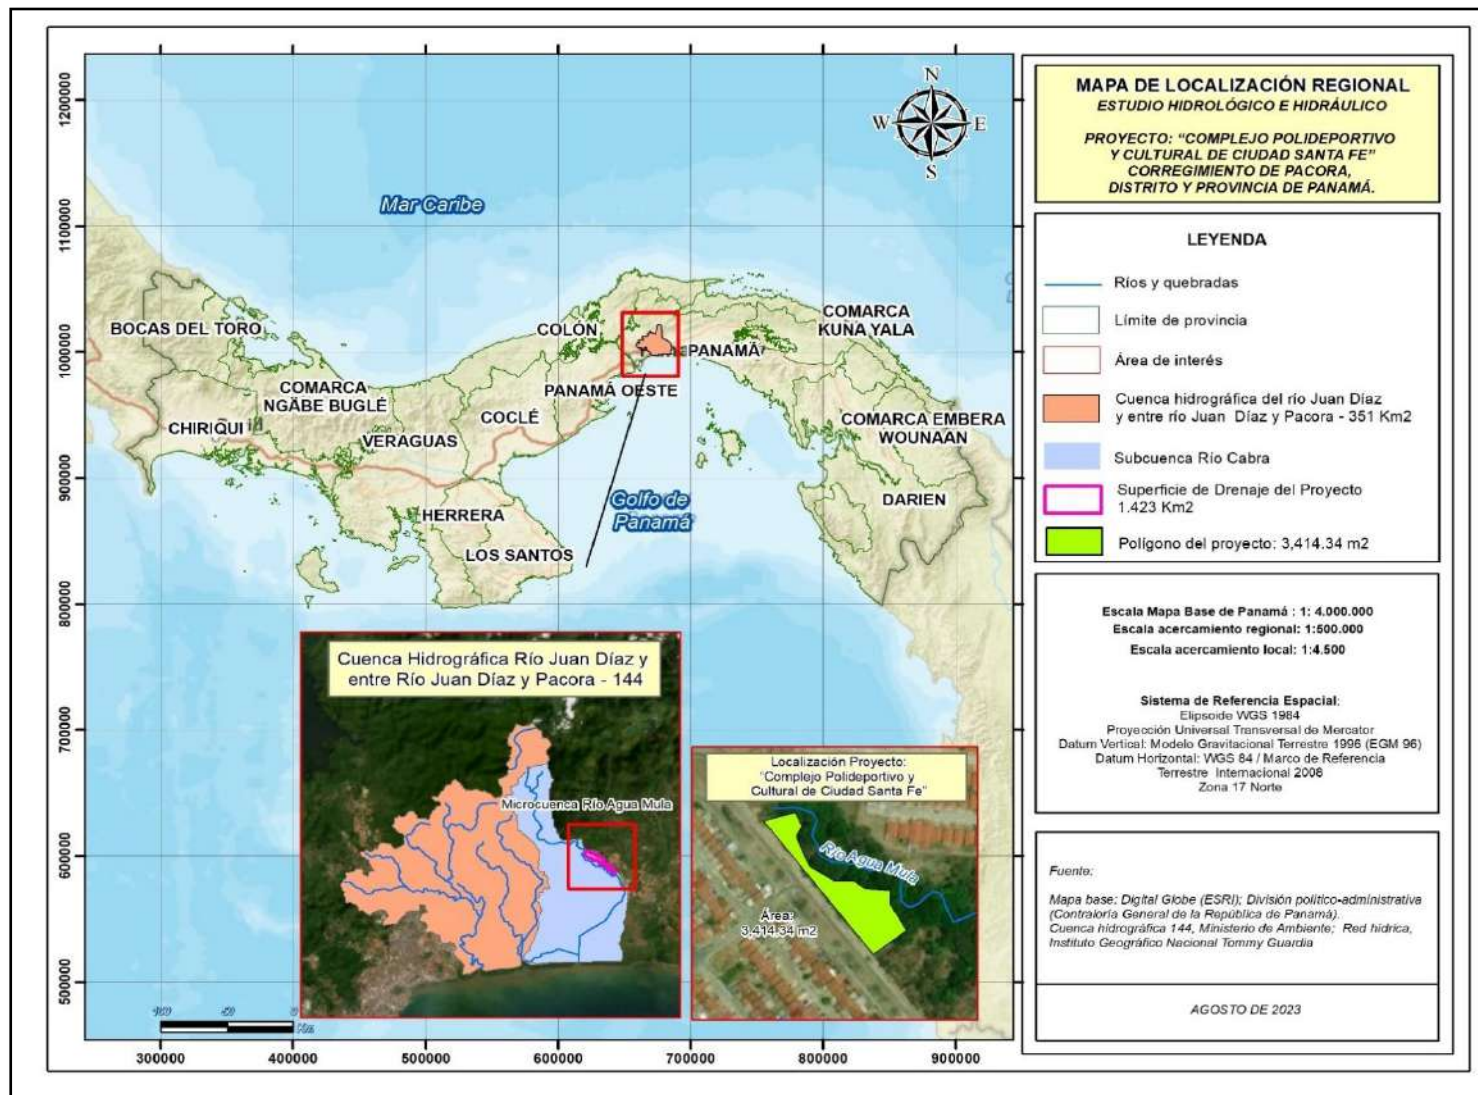 MAPA DE LOCALIZACIÓN REGIONAL
ESTUDIO HIDROLÓGICO E HIDRÁULICO
PROYECTO: “COMPLEJO POLIDEPORTIVO
Y CULTURAL DE CIUDAD SANTA FE”
CORREGIMIENTO DE PACORA,
DISTRITO Y PROVINCIA DE PANAMÁ.
LEYENDA
Ríos y quebradas
Límite de provincia
Área de interés
Cuenca hidrográfica del río Juan Díaz
y entre río Juan Díaz y Pacora - 351 Km2
Subcuenca Río Cabra
Superficie de Drenaje del Proyecto
1.423 Km2
Polígono del proyecto: 3,414.34 m2
Escala Mapa Base de Panamá : 1: 4.000.000
Escala acercamiento regional: 1:500.000
Escala acercamiento local: 1:4.500
Sistema de Referencia Espacial:
Elipsoide WGS 1984
Proyección Universal Transversal de Mercator
Datum Vertical: Modelo Gravitacional Terrestre 1996 (EGM 96)
Datum Horizontal: WGS 84 / Marco de Referencia
Terrestre Internacional 2008
Zona 17 Norte
Fuente:
Mapa base: Digital Globe (ESRI); División político-administrativa
(Contraloría General de la República de Panamá).
Cuenca hidrográfica 144, Ministerio de Ambiente; Red hídrica,
Instituto Geográfico Nacional Tommy Guardia
AGOSTO DE 2023
N
W E
S
Mar Caribe
BOCAS DEL TORO
COLÓN
COMARCA
KUNA YALA
PANAMÁ
COMARCA
NGÄBE BUGLÉ
PANAMÁ OESTE
COCLÉ
CHIRIQUI
VERAGUAS
COMARCA EMBERA
WOUNAAN
DARIEN
Golfo de
Panamá
HERRERA
LOS SANTOS
Cuenca Hidrográfica Río Juan Díaz y
entre Río Juan Díaz y Pacora - 144
Microcuenca Río Agua Mula
Localización Proyecto:
“Complejo Polideportivo y
Cultural de Ciudad Santa Fe”
Río Agua Mula
Área:
3,414.34 m2
1200000
1100000
1000000
900000
800000
700000
600000
500000
300000 400000 500000 600000 700000 800000 900000
0
Km